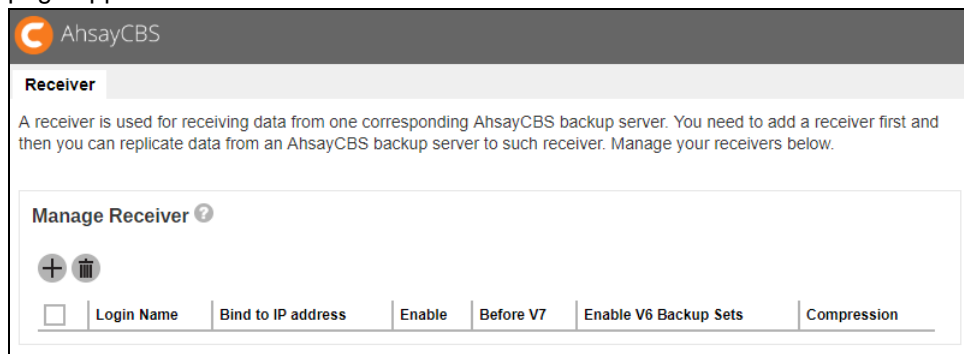 AhsayCBS
Receiver
A receiver is used for receiving data from one corresponding AhsayCBS backup server. You need to add a receiver first and
then you can replicate data from an AhsayCBS backup server to such receiver. Manage your receivers below.
Manage Receiver ?
Login Name Bind to IP address Enable Before V7 Enable V6 Backup Sets Compression